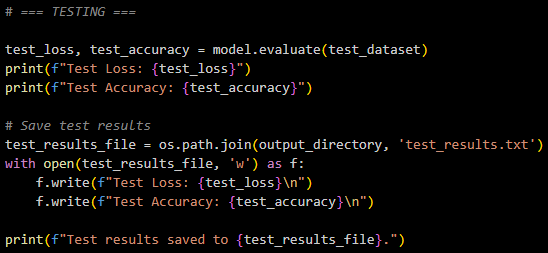 # === TESTING ===
test_loss, test_accuracy = model.evaluate(test_dataset)
print(f"Test Loss: {test_loss}")
print(f"Test Accuracy: {test_accuracy}")
# Save test results
test_results_file = os.path.join(output_directory, 'test_results.txt')
with open(test_results_file, 'w') as f:
    f.write(f"Test Loss: {test_loss}\n")
    f.write(f"Test Accuracy: {test_accuracy}\n")
print(f"Test results saved to {test_results_file}.")